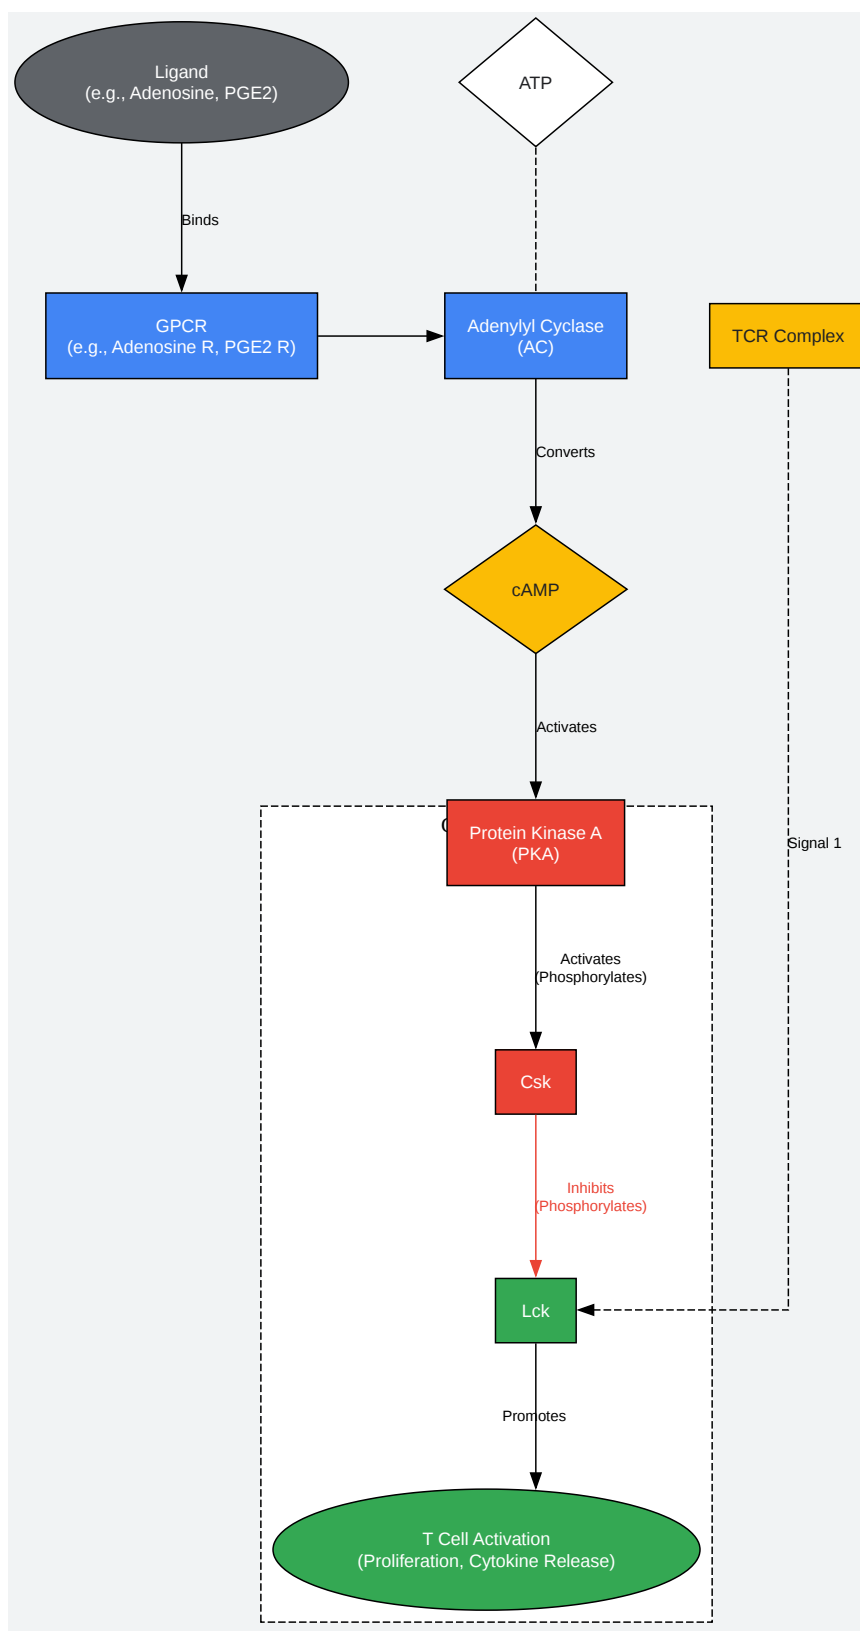 Ligand
(e.g., Adenosine, PGE2)
ATP
Binds
GPCR
(e.g., Adenosine R, PGE2 R)
Adenylyl Cyclase
(AC)
TCR Complex
Converts
cAMP
Activates
Protein Kinase A
(PKA)
Signal 1
Activates
(Phosphorylates)
Csk
Inhibits
(Phosphorylates)
Lck
Promotes
T Cell Activation
(Proliferation, Cytokine Release)